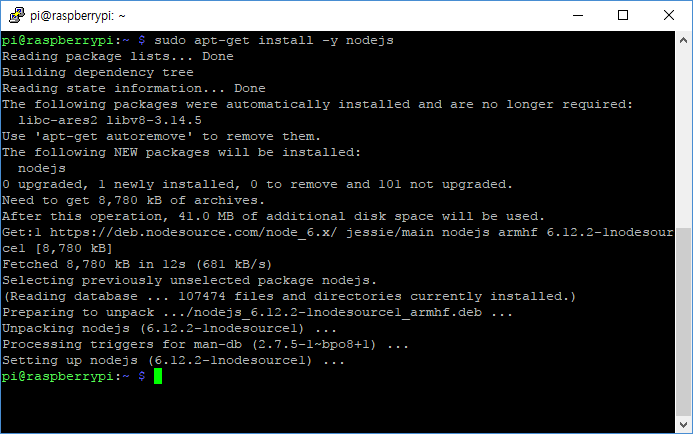 pi@raspberrypi: ~
pi@raspberrypi:~ $ sudo apt-get install -y nodejs
Reading package lists... Done
Building dependency tree
Reading state information... Done
The following packages were automatically installed and are no longer required:
  libc-ares2 libv8-3.14.5
Use 'apt-get autoremove' to remove them.
The following NEW packages will be installed:
  nodejs
0 upgraded, 1 newly installed, 0 to remove and 101 not upgraded.
Need to get 8,780 kB of archives.
After this operation, 41.0 MB of additional disk space will be used.
Get:1 https://deb.nodesource.com/node_6.x/ jessie/main nodejs armhf 6.12.2-1nodesour
ce1 [8,780 kB]
Fetched 8,780 kB in 12s (681 kB/s)
Selecting previously unselected package nodejs.
(Reading database ... 107474 files and directories currently installed.)
Preparing to unpack .../nodejs_6.12.2-1nodesource1_armhf.deb ...
Unpacking nodejs (6.12.2-1nodesource1) ...
Processing triggers for man-db (2.7.5-1~bpo8+1) ...
Setting up nodejs (6.12.2-1nodesource1) ...
pi@raspberrypi:~ $